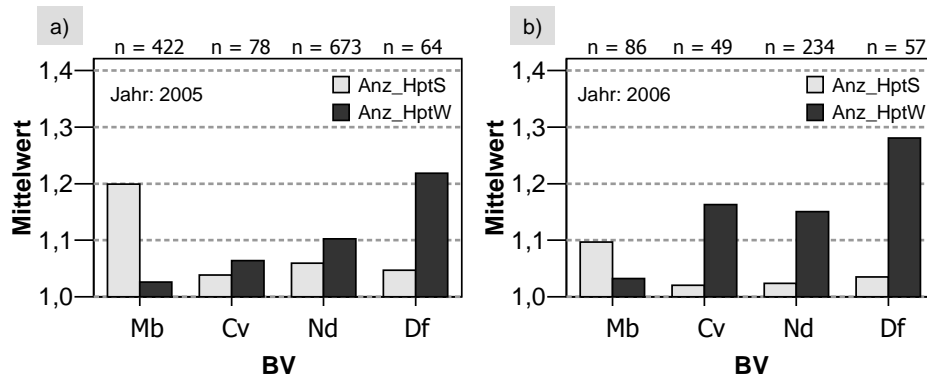 a)
n = 422 n = 78 n = 673 n = 64
Mittelwert
1,4
1,3
1,2
1,1
1,0
Jahr: 2005
Anz_HptS
Anz_HptW
Mb Cv Nd Df
BV
b)
n = 86 n = 49 n = 234 n = 57
Mittelwert
1,4
1,3
1,2
1,1
1,0
Jahr: 2006
Anz_HptS
Anz_HptW
Mb Cv Nd Df
BV